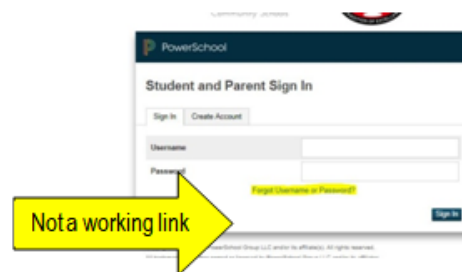 Community Schools
PowerSchool
Student and Parent Sign In
Sign In Create Account
Username
Password
Forgot Username or Password?
Not a working link
Sign In
PowerSchool Group LLC and/or its affiliate(s). All rights reserved.